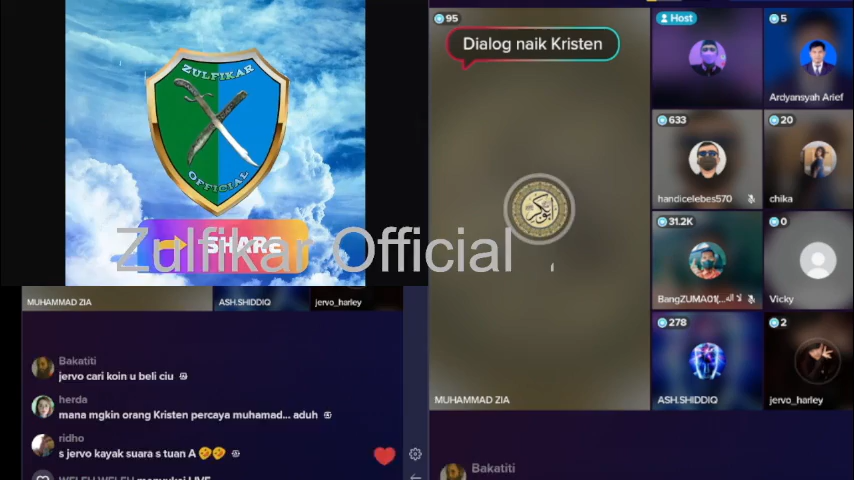 ZULFIKAR
OFFICIAL
SHARE
Zulfikar Official
MUHAMMAD ZIA
ASH.SHIDDIQ
jervo_harley
Bakatiti
jervo cari koin u beli ciu
herda
mana mgkin orang Kristen percaya muhamad... aduh
ridho
s jervo kayak suara s tuan A 🤣🤣
95
Dialog naik Kristen
MUHAMMAD ZIA
Host
5
Ardyansyah Arief
633
handicelebes570
20
chika
31.2K
BangZUMA01(...لا اله
0
Vicky
278
ASH.SHIDDIQ
2
jervo_harley
Bakatiti